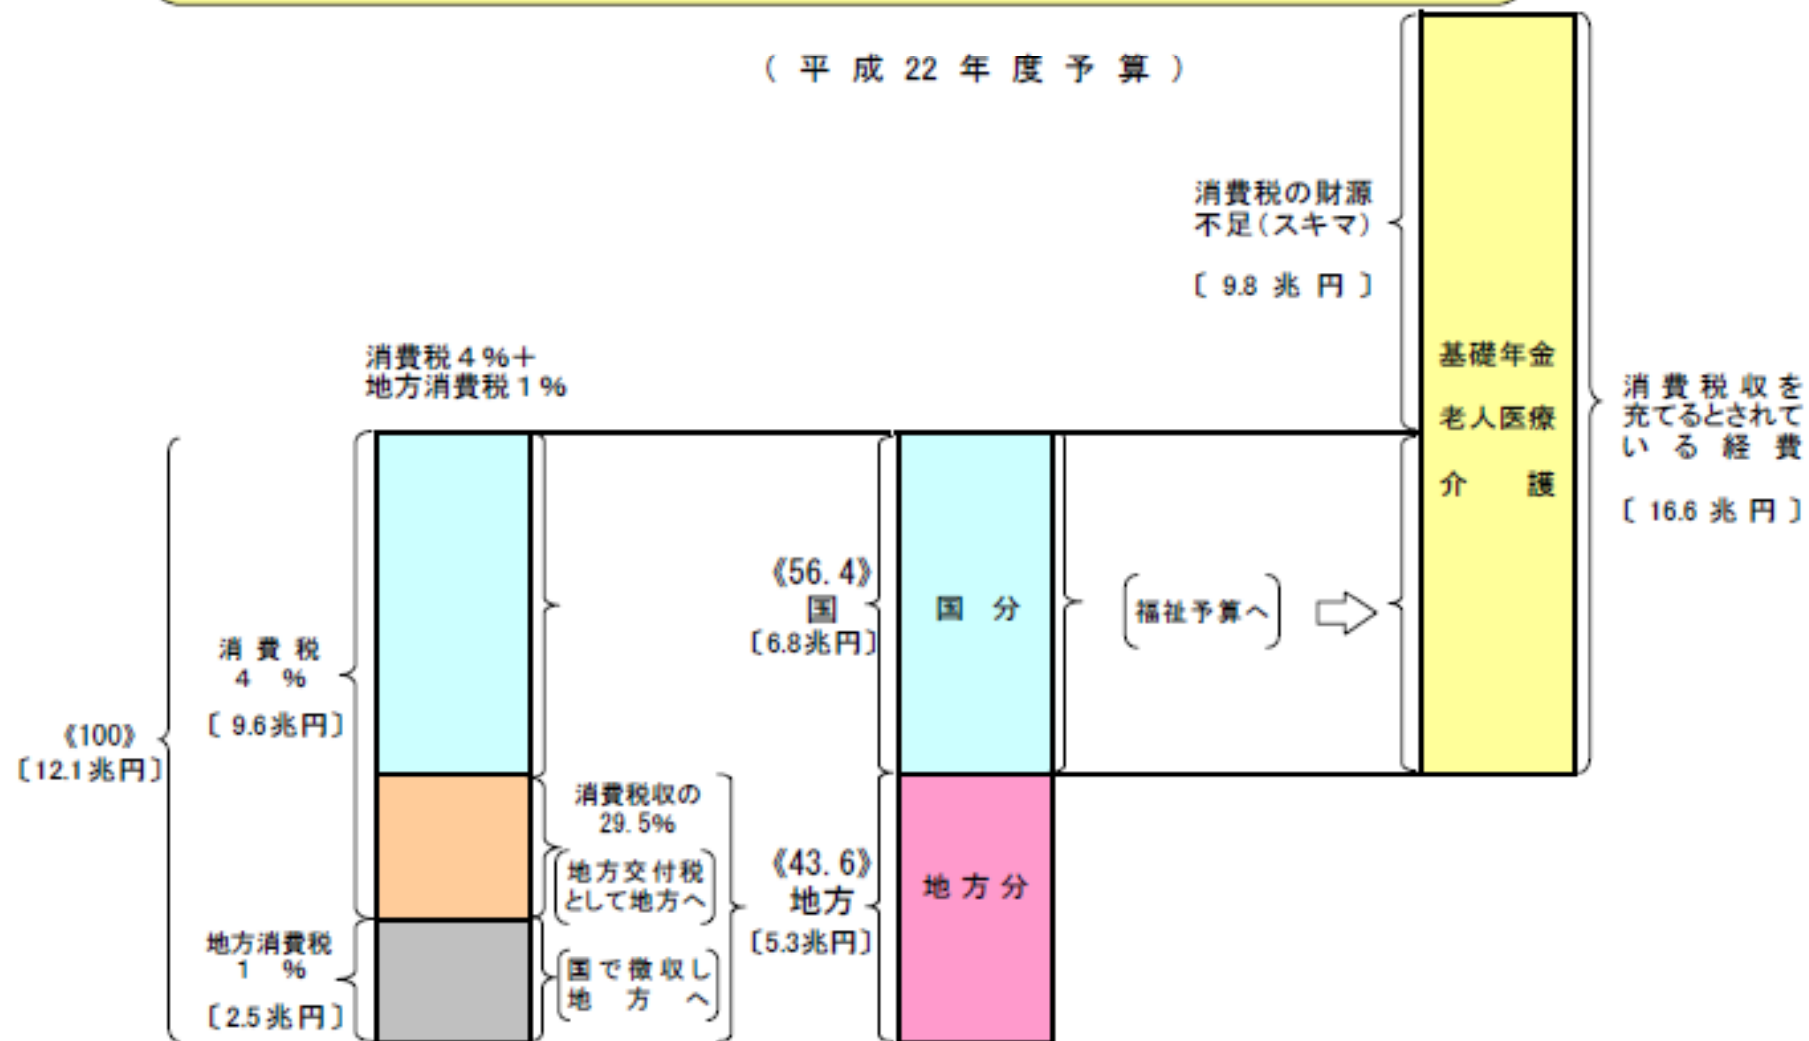 (平成22年度予算)
消費税の財源
不足(スキマ)
〔9.8兆円〕
消費税4%+
地方消費税1%
基礎年金
老人医療
介護
消費税収を
充てるとされて
いる経費
〔16.6兆円〕
《56.4》
国
〔6.8兆円〕
国分
福祉予算へ
消費税
4%
〔9.6兆円〕
《100》
〔12.1兆円〕
消費税収の
29.5%
地方交付税
として地方へ
《43.6》
地方
〔5.3兆円〕
地方分
地方消費税
1%
〔2.5兆円〕
国で徴収し
地方へ